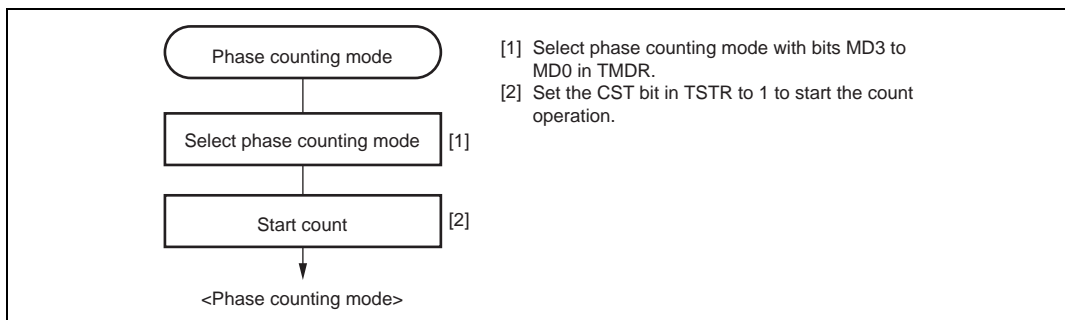 Phase counting mode
Select phase counting mode [1]
Start count [2]
<Phase counting mode>
[1] Select phase counting mode with bits MD3 to
MD0 in TMDR.
[2] Set the CST bit in TSTR to 1 to start the count
operation.